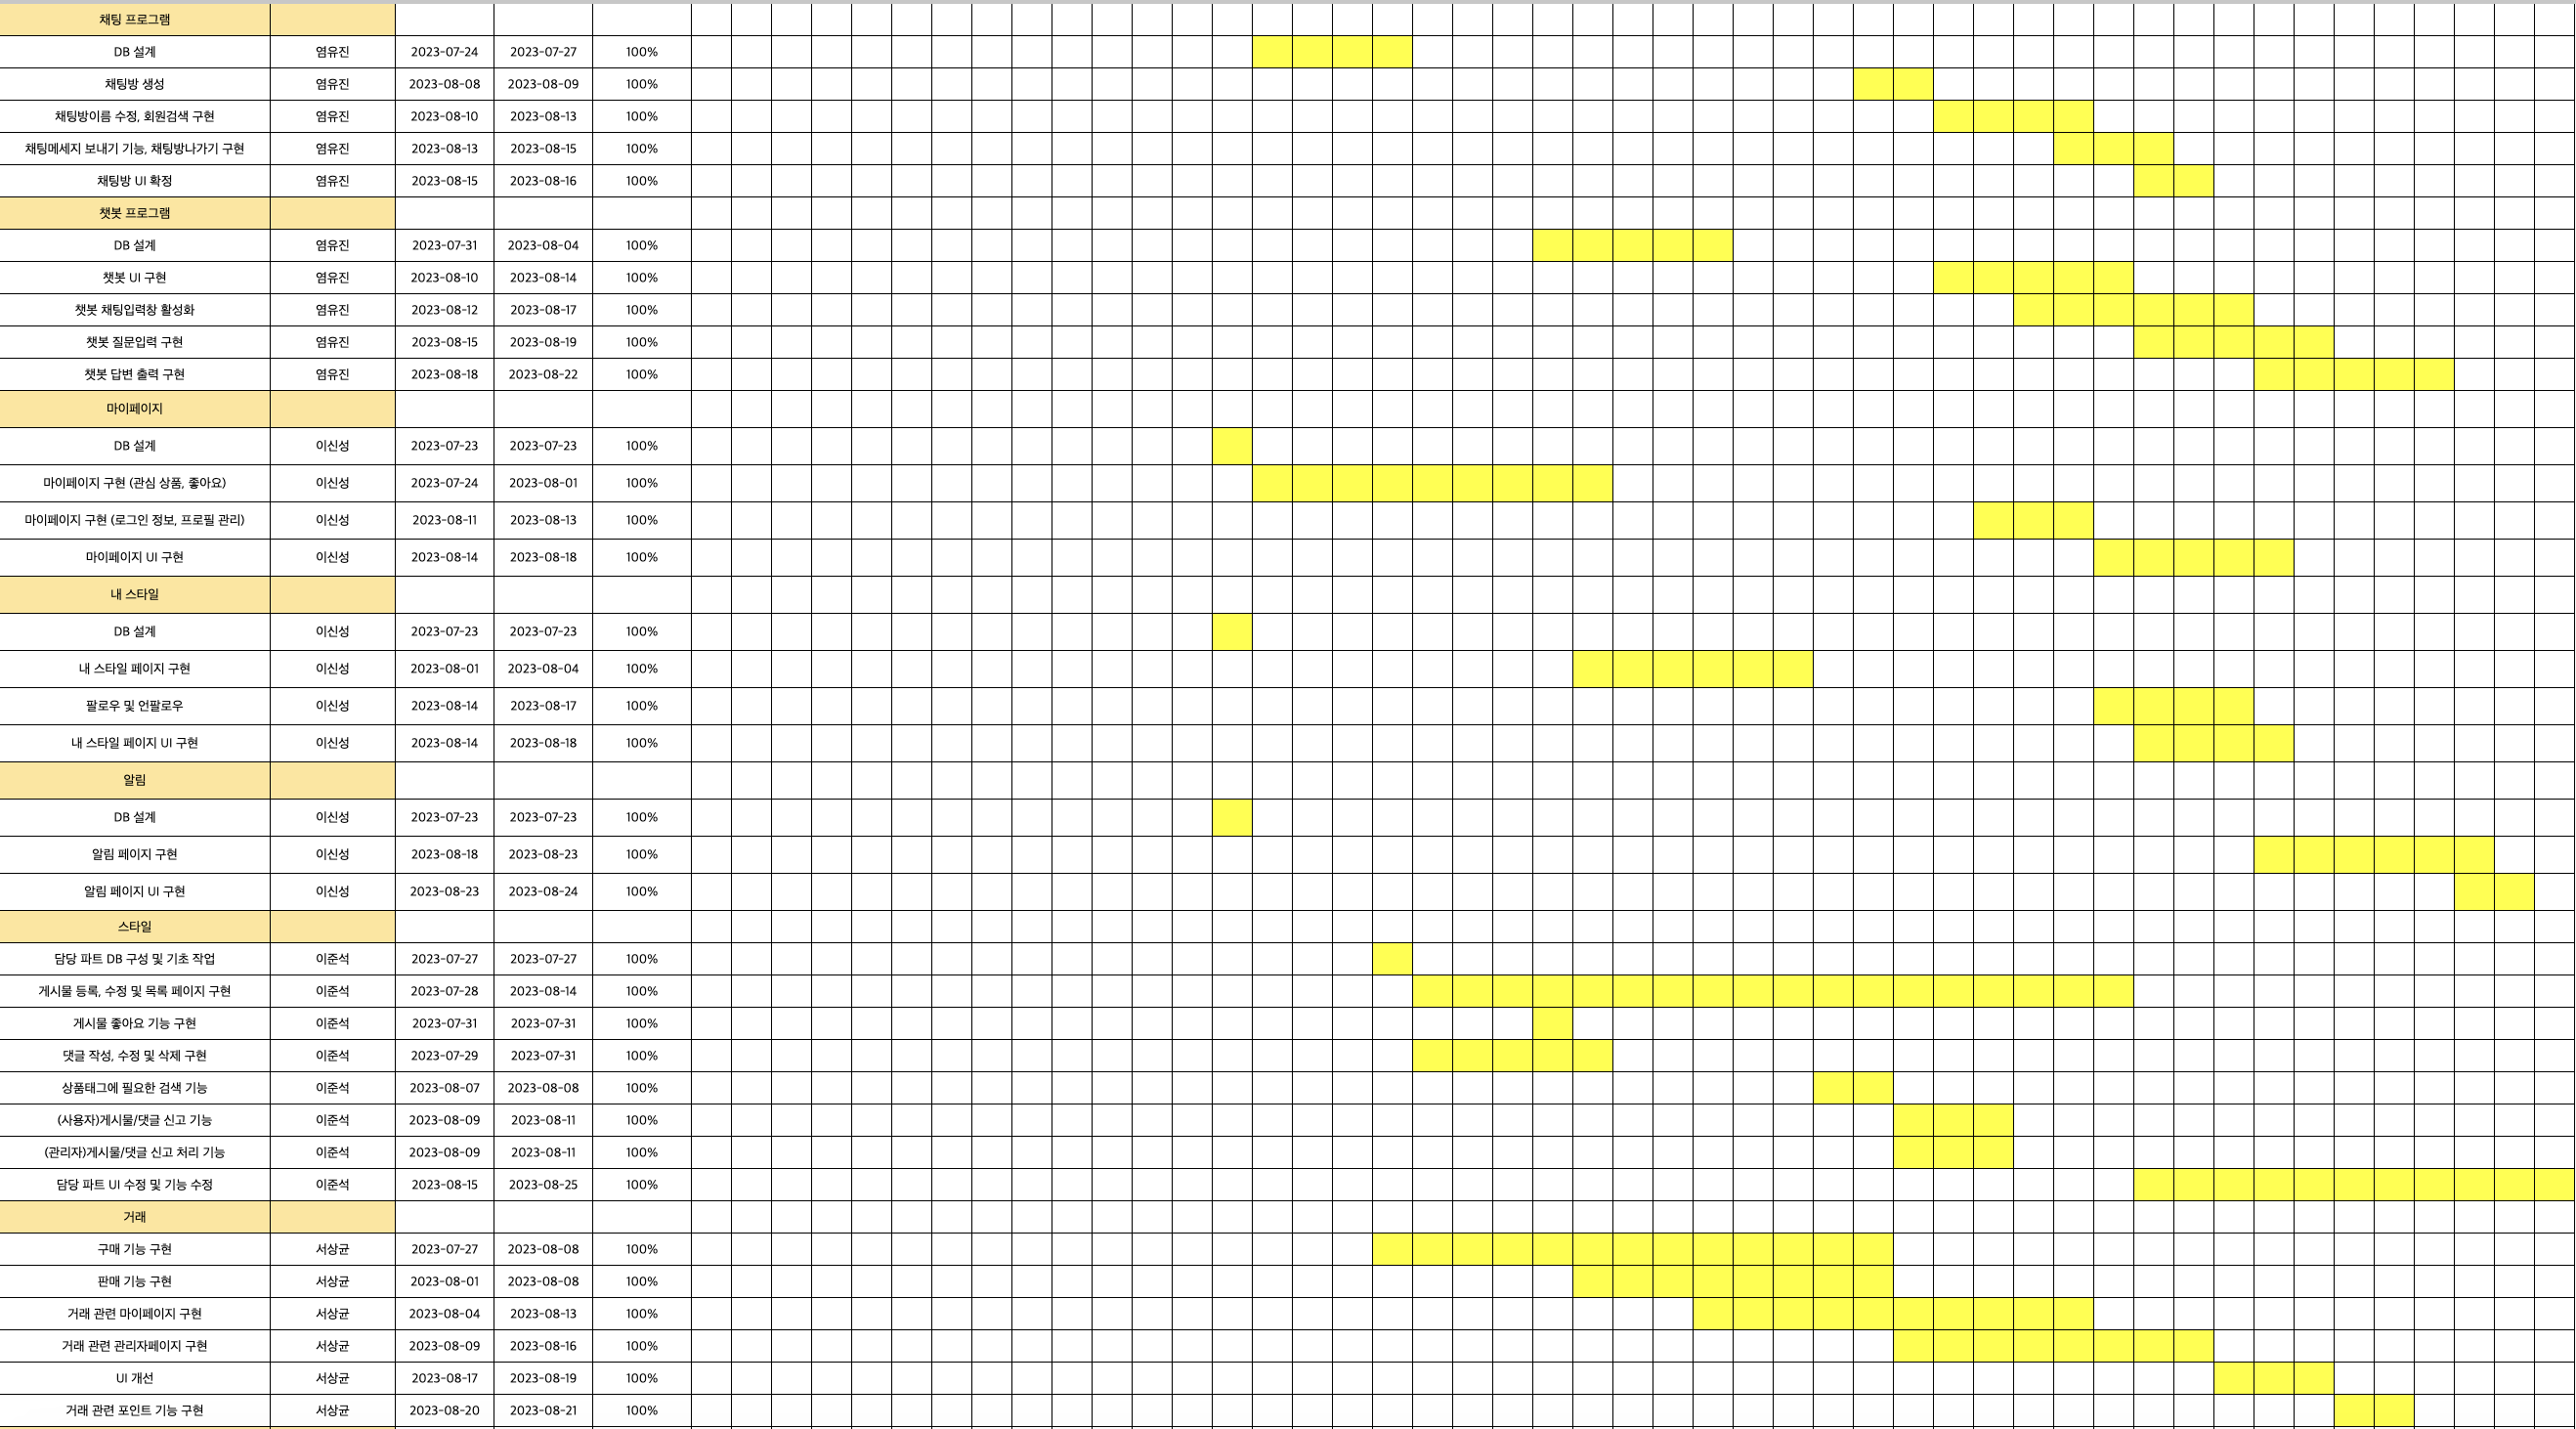 채팅 프로그램
DB 설계 염유진 2023-07-24 2023-07-27 100%
채팅방 생성 염유진 2023-08-08 2023-08-09 100%
채팅방이름 수정, 회원검색 구현 염유진 2023-08-10 2023-08-13 100%
채팅메세지 보내기 기능, 채팅방나가기 구현 염유진 2023-08-13 2023-08-15 100%
채팅방 UI 확정 염유진 2023-08-15 2023-08-16 100%
챗봇 프로그램
DB 설계 염유진 2023-07-31 2023-08-04 100%
챗봇 UI 구현 염유진 2023-08-10 2023-08-14 100%
챗봇 채팅입력창 활성화 염유진 2023-08-12 2023-08-17 100%
챗봇 질문입력 구현 염유진 2023-08-15 2023-08-19 100%
챗봇 답변 출력 구현 염유진 2023-08-18 2023-08-22 100%
마이페이지
DB 설계 이신성 2023-07-23 2023-07-23 100%
마이페이지 구현 (관심 상품, 좋아요) 이신성 2023-07-24 2023-08-01 100%
마이페이지 구현 (로그인 정보, 프로필 관리) 이신성 2023-08-11 2023-08-13 100%
마이페이지 UI 구현 이신성 2023-08-14 2023-08-18 100%
내 스타일
DB 설계 이신성 2023-07-23 2023-07-23 100%
내 스타일 페이지 구현 이신성 2023-08-01 2023-08-04 100%
팔로우 및 언팔로우 이신성 2023-08-14 2023-08-17 100%
내 스타일 페이지 UI 구현 이신성 2023-08-14 2023-08-18 100%
알림
DB 설계 이신성 2023-07-23 2023-07-23 100%
알림 페이지 구현 이신성 2023-08-18 2023-08-23 100%
알림 페이지 UI 구현 이신성 2023-08-23 2023-08-24 100%
스타일
담당 파트 DB 구성 및 기초 작업 이준석 2023-07-27 2023-07-27 100%
게시물 등록, 수정 및 목록 페이지 구현 이준석 2023-07-28 2023-08-14 100%
게시물 좋아요 기능 구현 이준석 2023-07-31 2023-07-31 100%
댓글 작성, 수정 및 삭제 구현 이준석 2023-07-29 2023-07-31 100%
상품태그에 필요한 검색 기능 이준석 2023-08-07 2023-08-08 100%
(사용자)게시물/댓글 신고 기능 이준석 2023-08-09 2023-08-11 100%
(관리자)게시물/댓글 신고 처리 기능 이준석 2023-08-09 2023-08-11 100%
담당 파트 UI 수정 및 기능 수정 이준석 2023-08-15 2023-08-25 100%
거래
구매 기능 구현 서상균 2023-07-27 2023-08-08 100%
판매 기능 구현 서상균 2023-08-01 2023-08-08 100%
거래 관련 마이페이지 구현 서상균 2023-08-04 2023-08-13 100%
거래 관련 관리자페이지 구현 서상균 2023-08-09 2023-08-16 100%
UI 개선 서상균 2023-08-17 2023-08-19 100%
거래 관련 포인트 기능 구현 서상균 2023-08-20 2023-08-21 100%